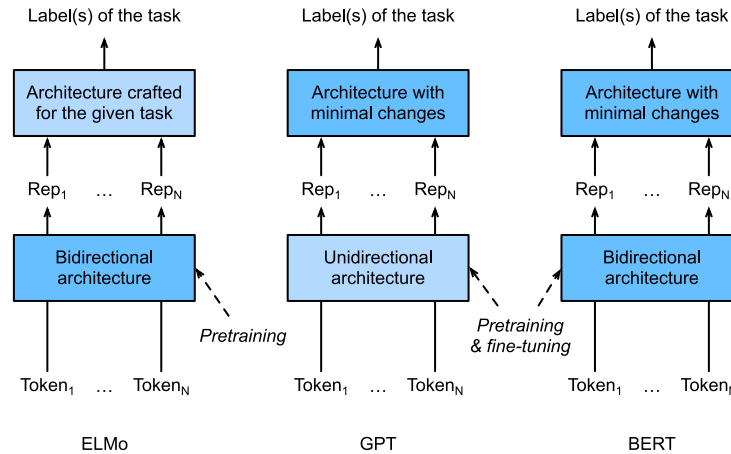 Label(s) of the task
Architecture crafted
for the given task
Rep1 … RepN
Bidirectional
architecture
Pretraining
Token1 … TokenN
ELMo
Label(s) of the task
Architecture with
minimal changes
Rep1 … RepN
Unidirectional
architecture
Pretraining
& fine-tuning
Token1 … TokenN
GPT
Label(s) of the task
Architecture with
minimal changes
Rep1 … RepN
Bidirectional
architecture
Token1 … TokenN
BERT